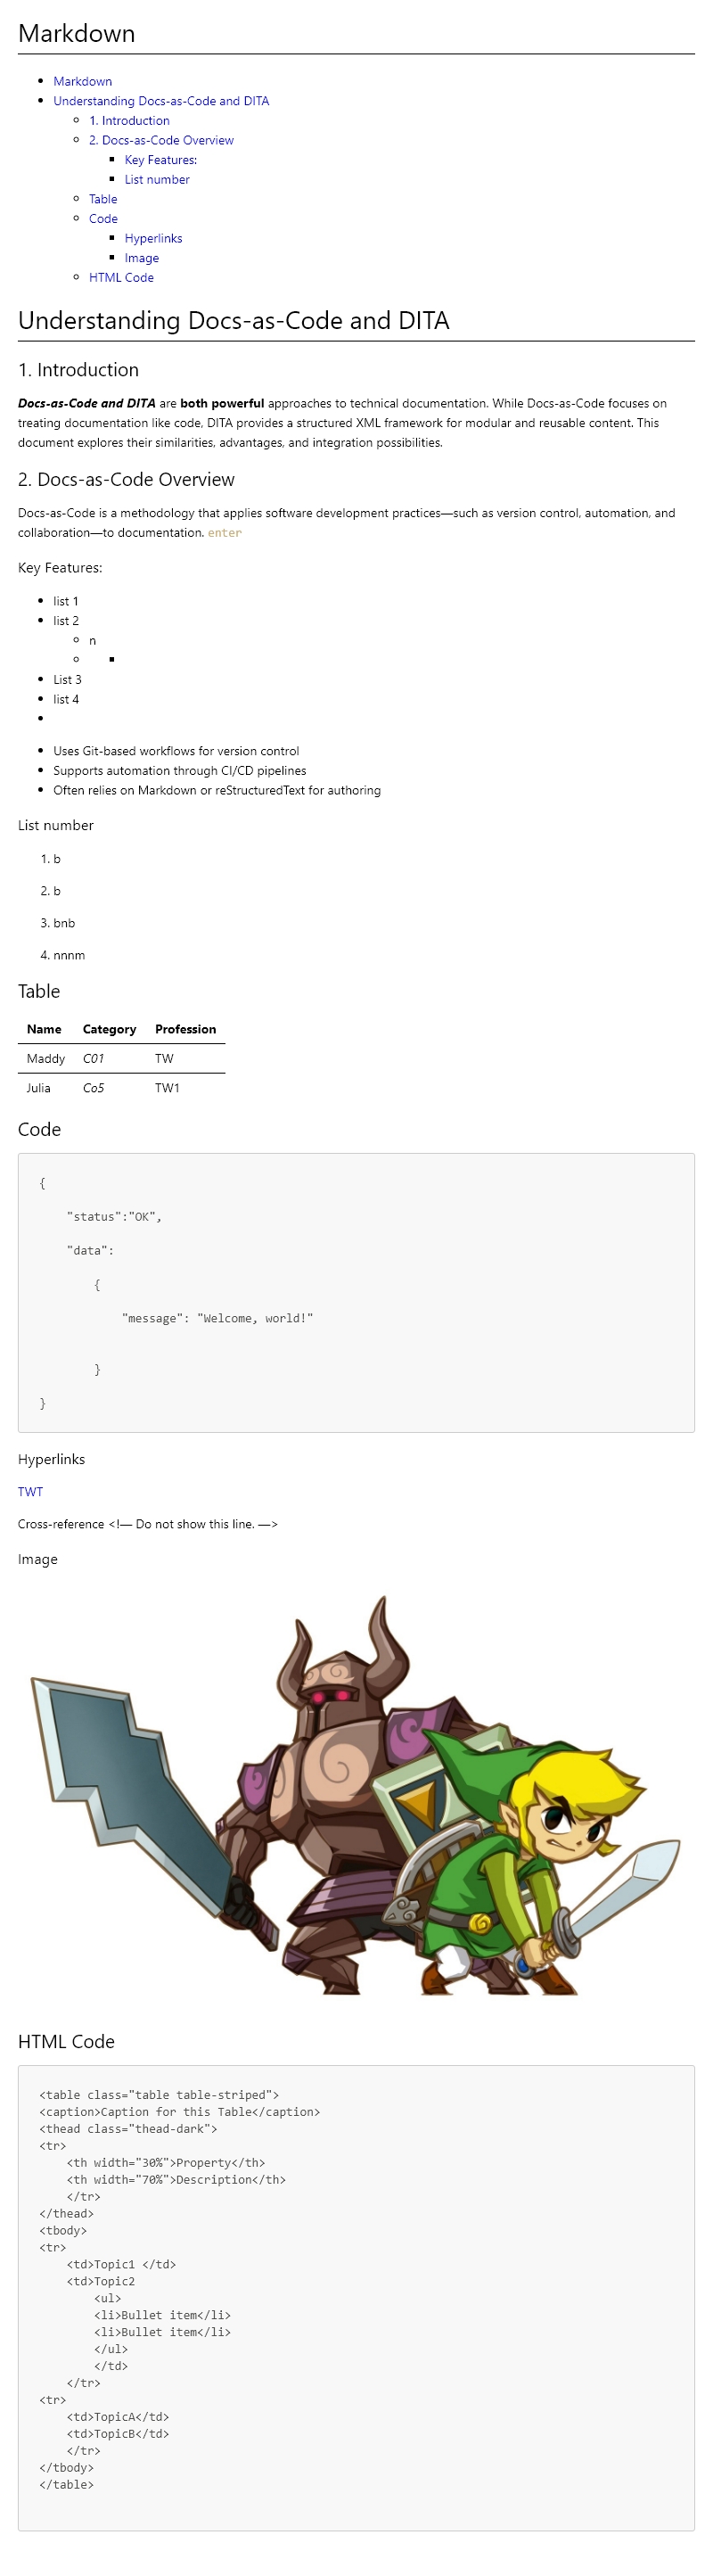 Markdown
Markdown
Understanding Docs-as-Code and DITA
1. Introduction
2. Docs-as-Code Overview
Key Features:
List number
Table
Code
Hyperlinks
Image
HTML Code
Understanding Docs-as-Code and DITA
1. Introduction
Docs-as-Code and DITA are both powerful approaches to technical documentation. While Docs-as-Code focuses on
treating documentation like code, DITA provides a structured XML framework for modular and reusable content. This
document explores their similarities, advantages, and integration possibilities.
2. Docs-as-Code Overview
Docs-as-Code is a methodology that applies software development practices—such as version control, automation, and
collaboration—to documentation. enter
Key Features:
list 1
list 2
n
List 3
list 4
Uses Git-based workflows for version control
Supports automation through CI/CD pipelines
Often relies on Markdown or reStructuredText for authoring
List number
1. b
2. b
3. bnb
4. nnnm
Table
Name Category Profession
Maddy C01 TW
Julia Co5 TW1
Code
{
"status":"OK",
"data":
{
"message": "Welcome, world!"
}
}
Hyperlinks
TWT
Cross-reference <!— Do not show this line. —>
Image
HTML Code
<table class="table table-striped">
<caption>Caption for this Table</caption>
<thead class="thead-dark">
<tr>
<th width="30%">Property</th>
<th width="70%">Description</th>
</tr>
</thead>
<tbody>
<tr>
<td>Topic1 </td>
<td>Topic2
<ul>
<li>Bullet item</li>
<li>Bullet item</li>
</ul>
</td>
</tr>
<tr>
<td>TopicA</td>
<td>TopicB</td>
</tr>
</tbody>
</table>